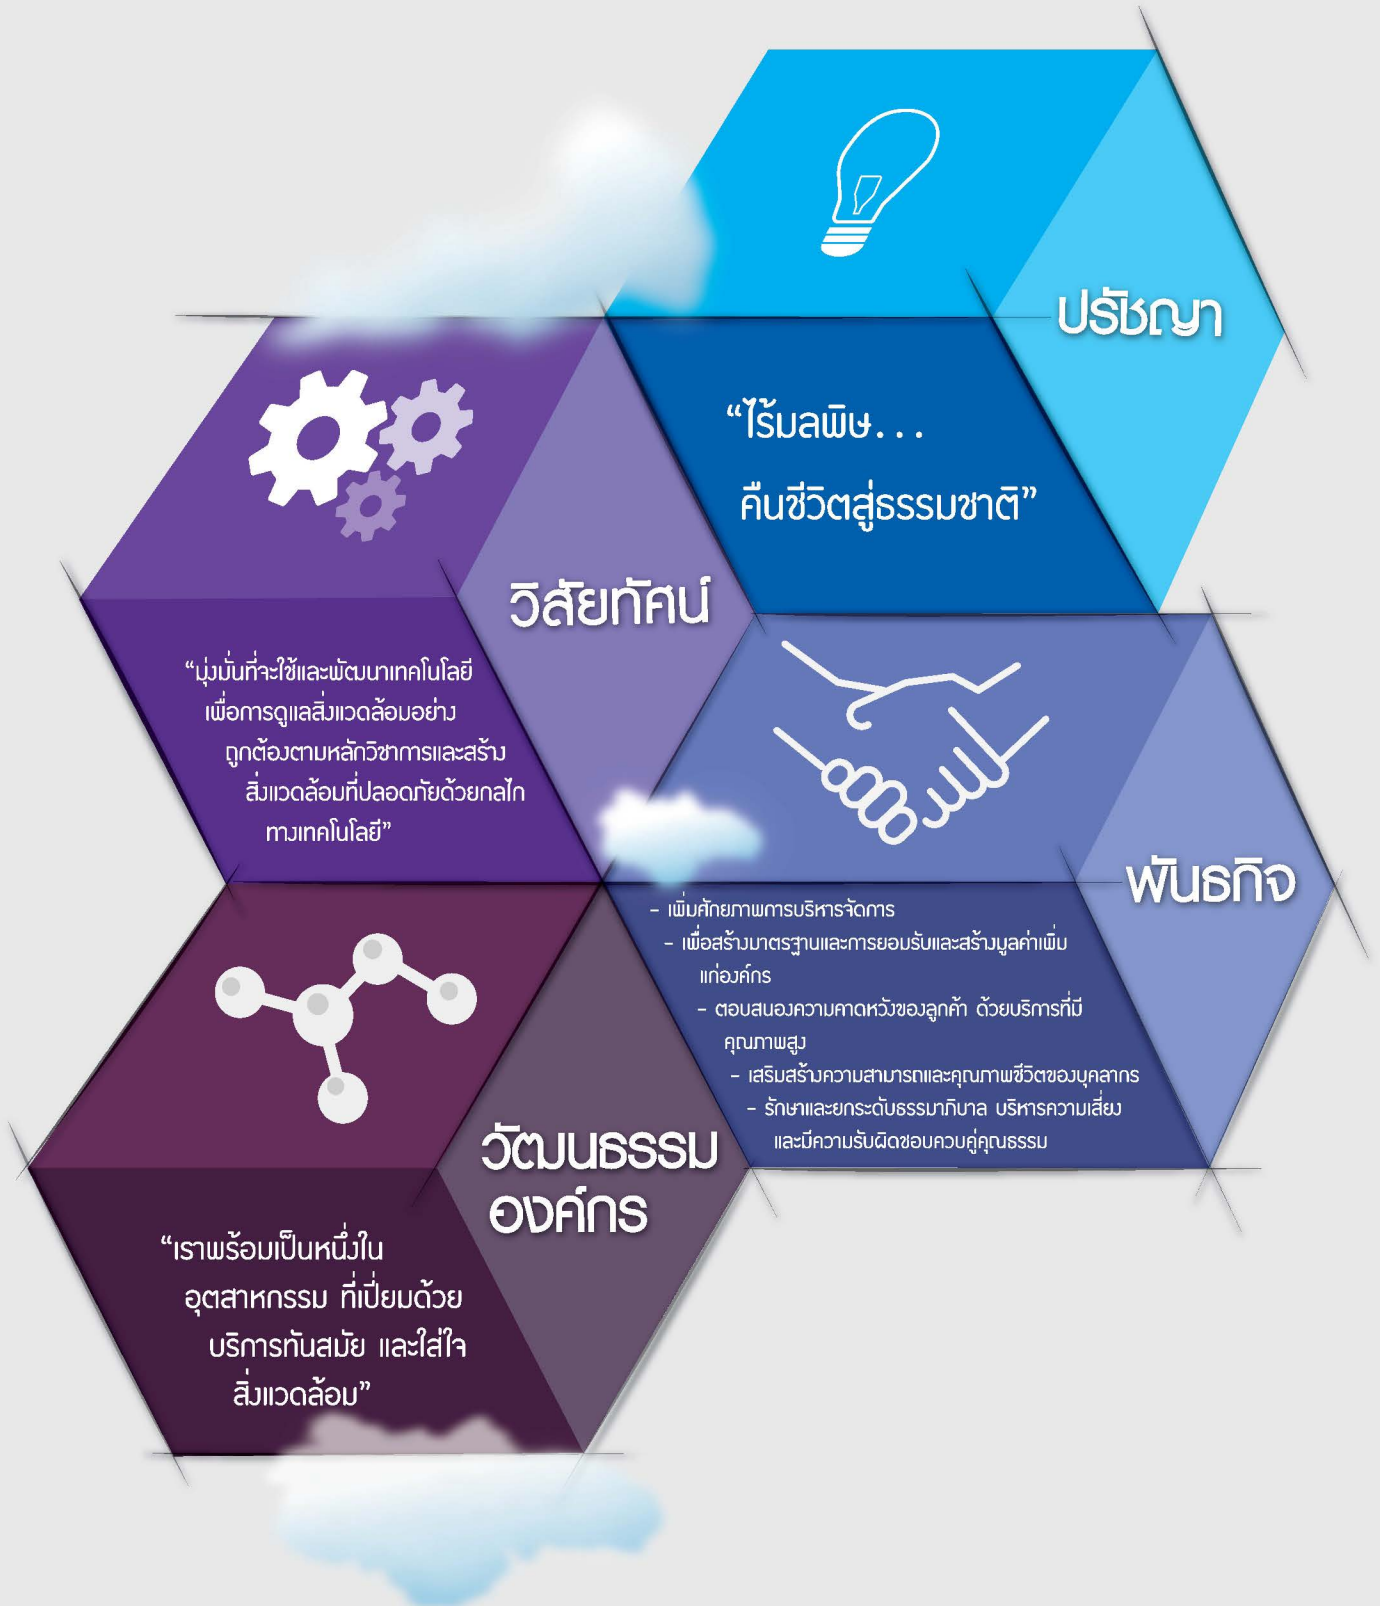 ปรัชญา
“ไร้มลพิษ...
คืนชีวิตสู่ธรรมชาติ”
วิสัยทัศน์
“มุ่งมั่นที่จะใช้และพัฒนาเทคโนโลยี
เพื่อการดูแลสิ่งแวดล้อมอย่าง
ถูกต้องตามหลักวิชาการและสร้าง
สิ่งแวดล้อมที่ปลอดภัยด้วยกลไก
ทางเทคโนโลยี”
พันธกิจ
- เพิ่มศักยภาพการบริหารจัดการ
- เพื่อสร้างมาตรฐานและการยอมรับและสร้างมูลค่าเพิ่ม
แก่องค์กร
- ตอบสนองความคาดหวังของลูกค้า ด้วยบริการที่มี
คุณภาพสูง
- เสริมสร้างความสามารถและคุณภาพชีวิตของบุคลากร
- รักษาและยกระดับธรรมาภิบาล บริหารความเสี่ยง
และมีความรับผิดชอบควบคู่คุณธรรม
วัฒนธรรม
องค์กร
“เราพร้อมเป็นหนึ่งใน
อุตสาหกรรม ที่เปี่ยมด้วย
บริการทันสมัย และใส่ใจ
สิ่งแวดล้อม”